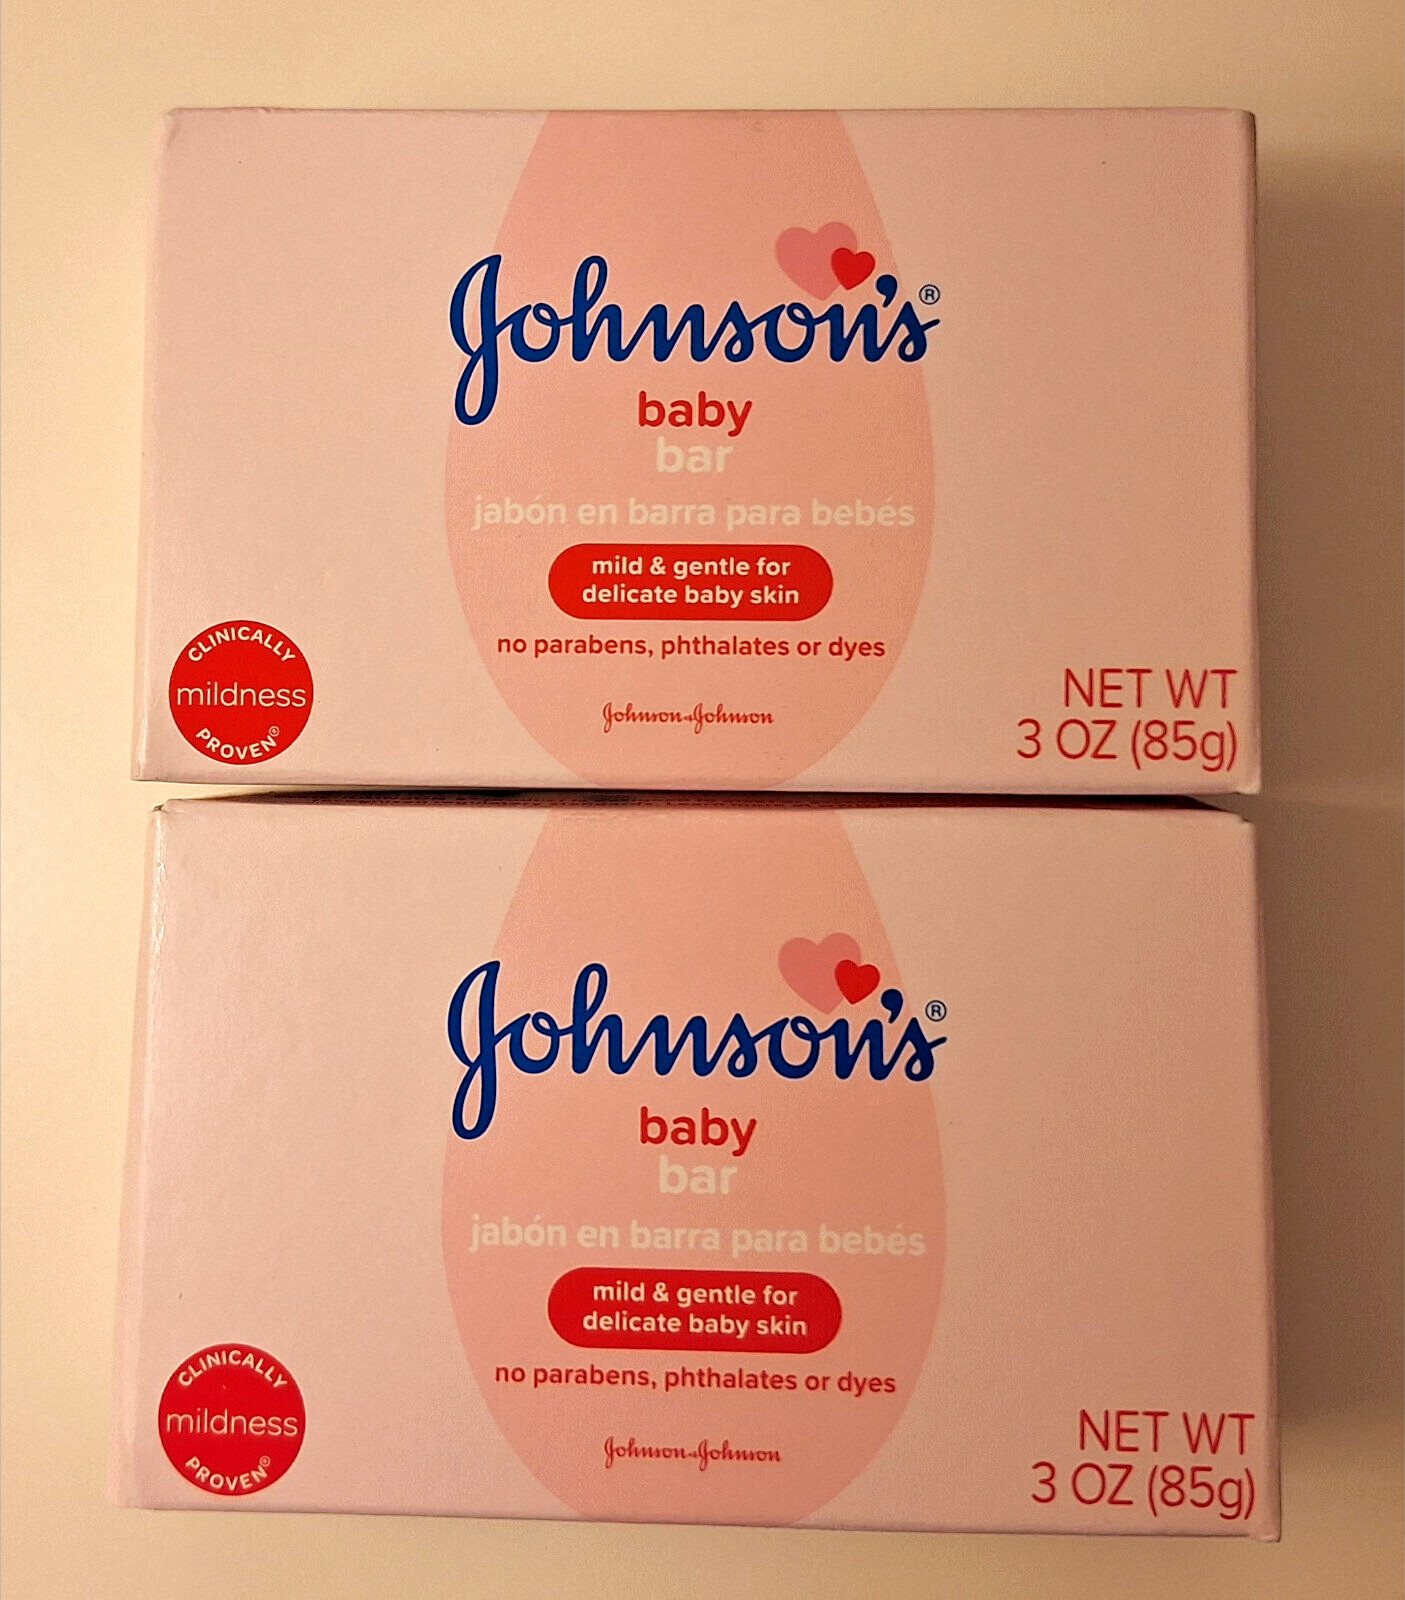 Johnson's®
baby
bar
jabón en barra para bebés
mild & gentle for
delicate baby skin
no parabens, phthalates or dyes
CLINICALLY
mildness
PROVEN®
Johnson&Johnson
NET WT
3 OZ (85g)
Johnson's®
baby
bar
jabón en barra para bebés
mild & gentle for
delicate baby skin
no parabens, phthalates or dyes
CLINICALLY
mildness
PROVEN®
Johnson&Johnson
NET WT
3 OZ (85g)